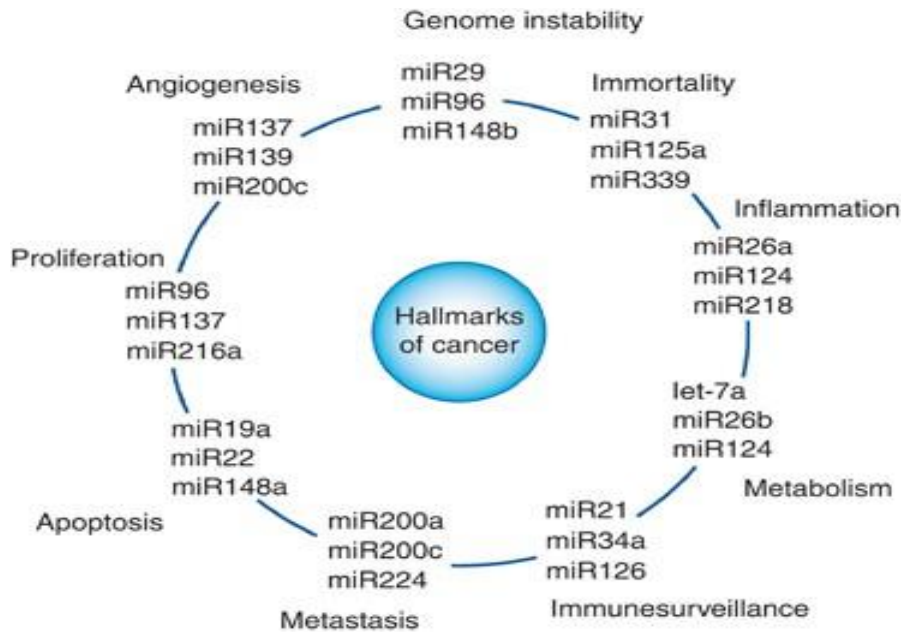 Genome instability
miR29
miR96
miR148b
Immortality
miR31
miR125a
miR339
Inflammation
miR26a
miR124
miR218
let-7a
miR26b
miR124
Metabolism
miR21
miR34a
miR126
Immunesurveillance
miR200a
miR200c
miR224
Metastasis
miR19a
miR22
miR148a
Apoptosis
Proliferation
miR96
miR137
miR216a
Angiogenesis
miR137
miR139
miR200c
Hallmarks
of cancer